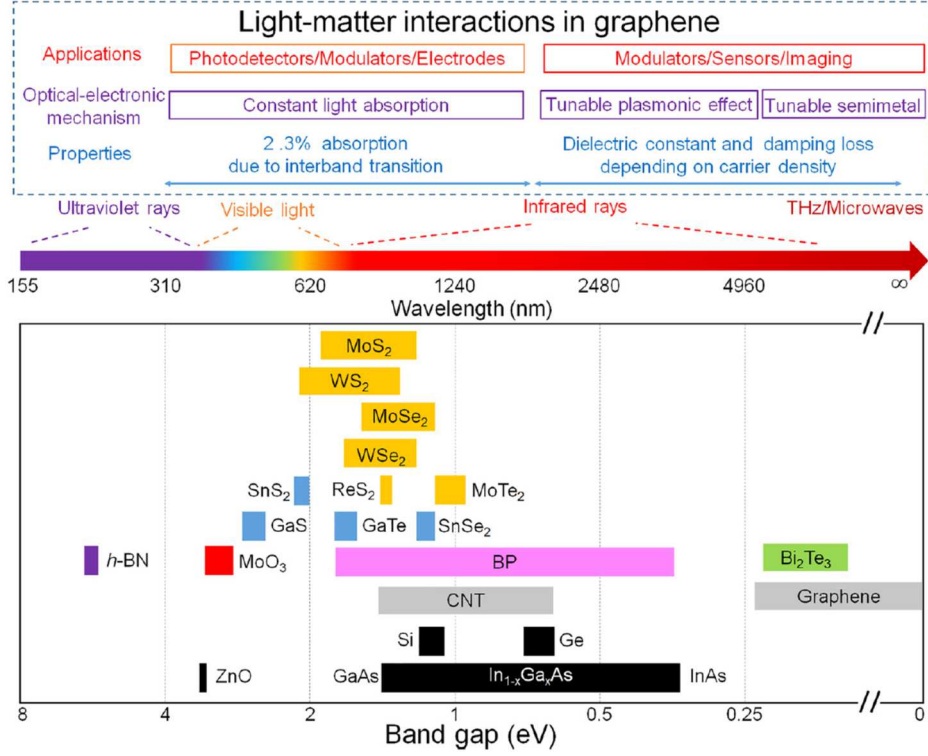 Light-matter interactions in graphene
Applications
Photodetectors/Modulators/Electrodes
Modulators/Sensors/Imaging
Optical-electronic
mechanism
Constant light absorption
Tunable plasmonic effect
Tunable semimetal
Properties
2 .3% absorption
due to interband transition
Dielectric constant and damping loss
depending on carrier density
Ultraviolet rays
Visible light
Infrared rays
THz/Microwaves
155 310 620 1240 2480 4960 ∞
Wavelength (nm)
MoS₂
WS₂
MoSe₂
WSe₂
SnS₂ ReS₂ MoTe₂
GaS GaTe SnSe₂
h-BN MoO₃ BP Bi₂Te₃
CNT Graphene
Si Ge
ZnO GaAs In₁₋ₓGaₓAs InAs
8 4 2 1 0.5 0.25 0
Band gap (eV)